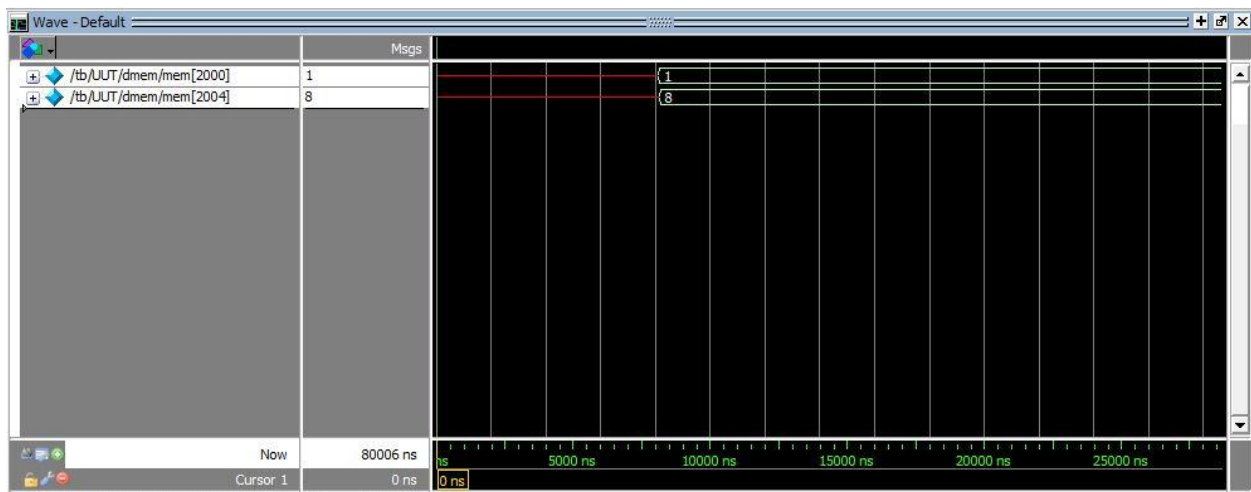 Wave - Default
Msgs
/tb/UUT/dmem/mem[2000] 1 1
/tb/UUT/dmem/mem[2004] 8 8
Now 80006 ns ns 5000 ns 10000 ns 15000 ns 20000 ns 25000 ns
Cursor 1 0 ns 0 ns